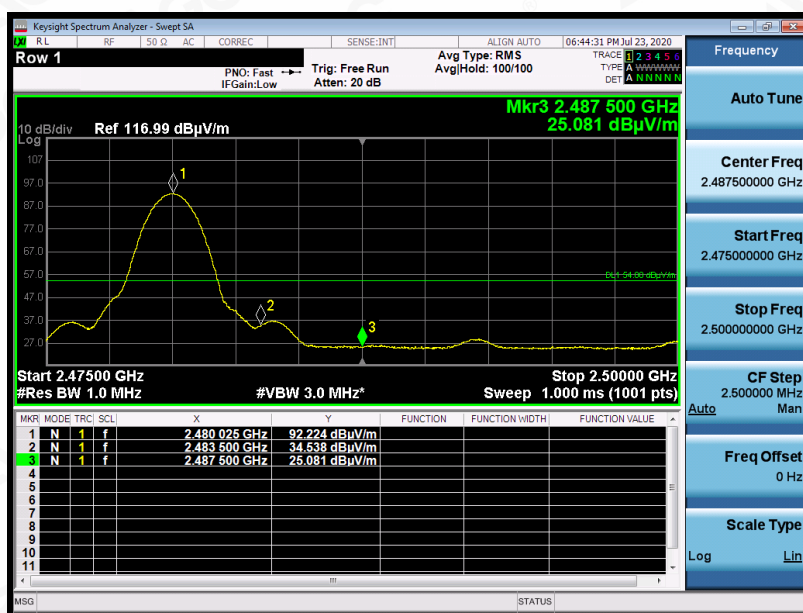 Keysight Spectrum Analyzer - Swept SA
LXI RL RF 50 Ω AC CORREC SENSE:INT ALIGN AUTO 06:44:31 PM Jul 23, 2020
Row 1
PNO: Fast
IFGain:Low
Trig: Free Run
Atten: 20 dB
Avg Type: RMS
Avg|Hold: 100/100
TRACE 1 2 3 4 5 6
TYPE A WWWWW
DET A N N N N N
Mkr3 2.487 500 GHz
25.081 dBµV/m
10 dB/div Ref 116.99 dBµV/m
Log
107
97.0
87.0
77.0
67.0
57.0
47.0
37.0
27.0
1
2
3
DL1 54.00 dBµV/m
Start 2.47500 GHz Stop 2.50000 GHz
#Res BW 1.0 MHz #VBW 3.0 MHz* Sweep 1.000 ms (1001 pts)
MKR MODE TRC SCL X Y FUNCTION FUNCTION WIDTH FUNCTION VALUE
1 N 1 f 2.480 025 GHz 92.224 dBµV/m
2 N 1 f 2.483 500 GHz 34.538 dBµV/m
3 N 1 f 2.487 500 GHz 25.081 dBµV/m
4
5
6
7
8
9
10
11
MSG STATUS
Frequency
Auto Tune
Center Freq
2.487500000 GHz
Start Freq
2.475000000 GHz
Stop Freq
2.500000000 GHz
CF Step
2.500000 MHz
Auto Man
Freq Offset
0 Hz
Scale Type
Log Lin